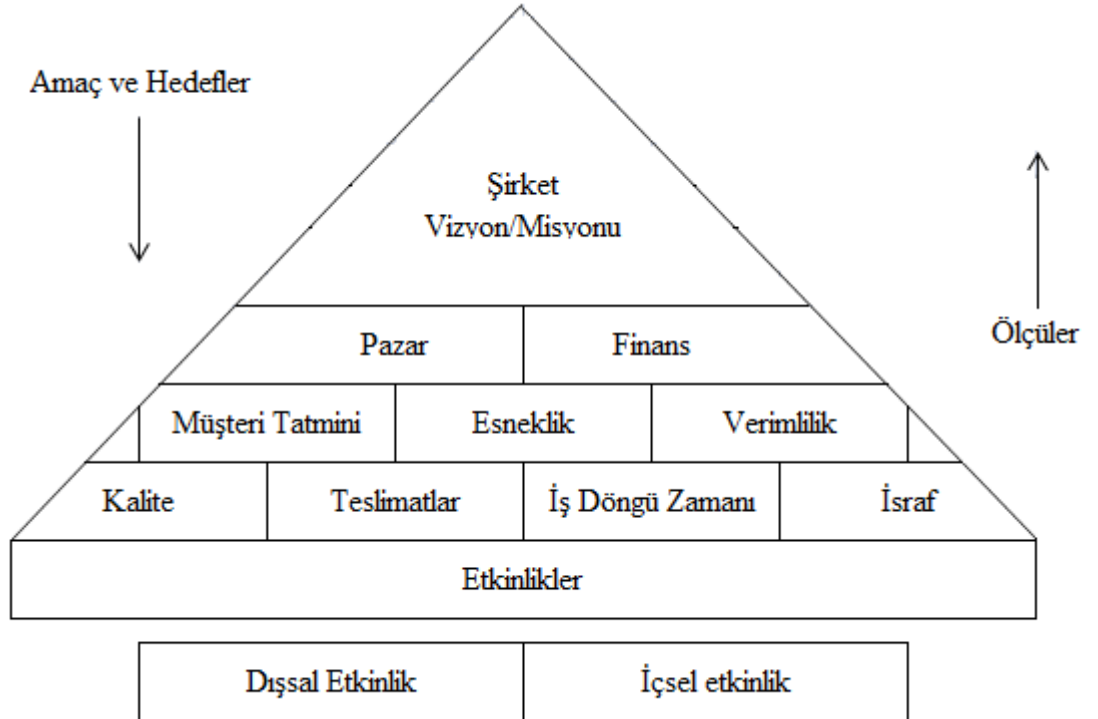 Amaç ve Hedefler
Şirket
Vizyon/Misyonu
Ölçüler
Pazar
Finans
Müşteri Tatmini
Esneklik
Verimlilik
Kalite
Teslimatlar
İş Döngü Zamanı
İsraf
Etkinlikler
Dışsal Etkinlik
İçsel etkinlik